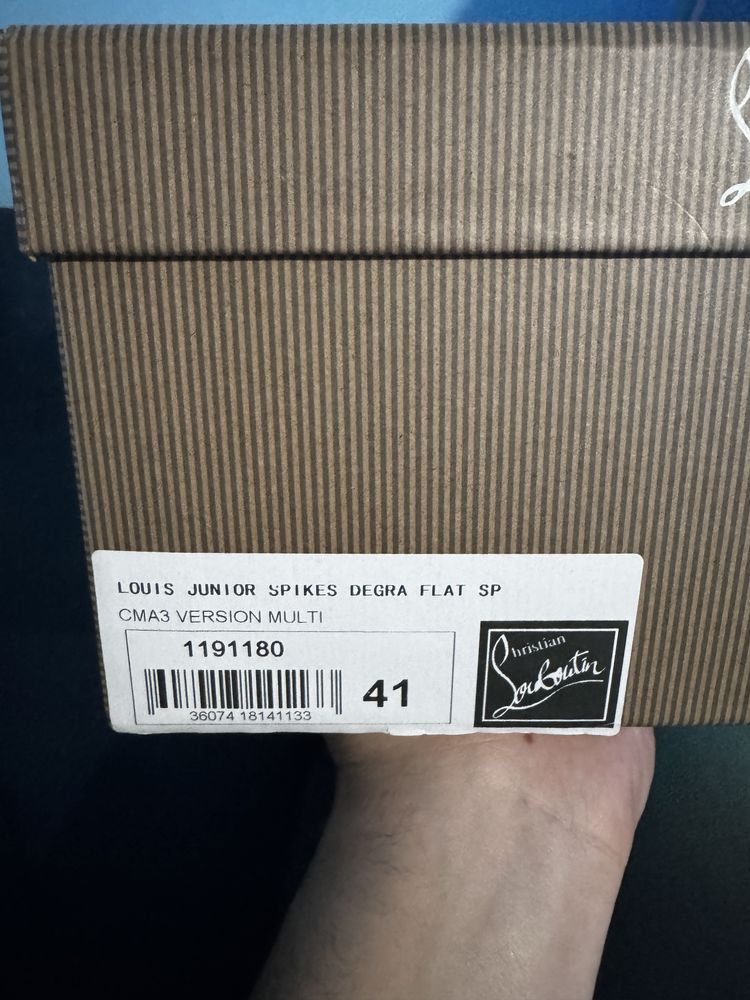 LOUIS JUNIOR SPIKES DEGRA FLAT SP
CMA3 VERSION MULTI
1191180
41
36074 18141133
Christian
Louboutin